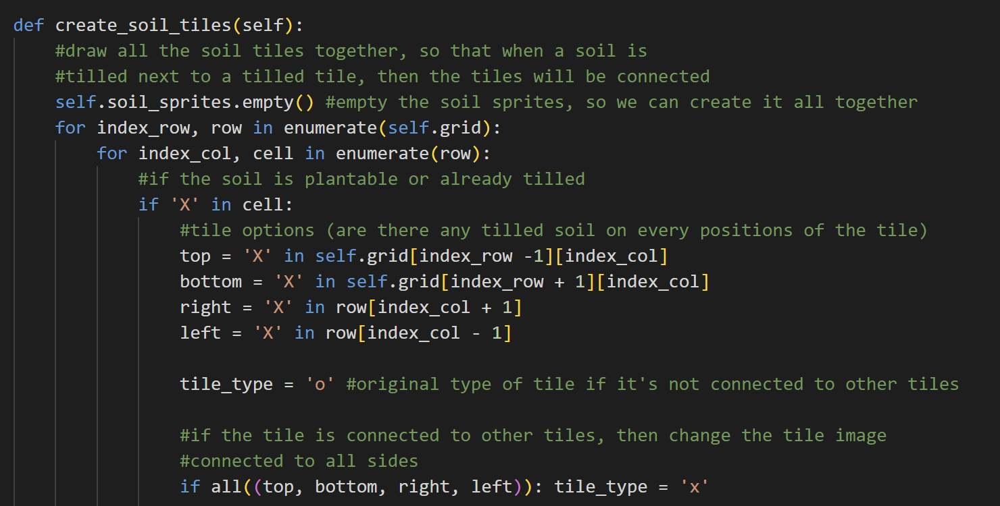 def create_soil_tiles(self):
#draw all the soil tiles together, so that when a soil is
#tilled next to a tilled tile, then the tiles will be connected
self.soil_sprites.empty() #empty the soil sprites, so we can create it all together
for index_row, row in enumerate(self.grid):
for index_col, cell in enumerate(row):
#if the soil is plantable or already tilled
if 'X' in cell:
#tile options (are there any tilled soil on every positions of the tile)
top = 'X' in self.grid[index_row -1][index_col]
bottom = 'X' in self.grid[index_row + 1][index_col]
right = 'X' in row[index_col + 1]
left = 'X' in row[index_col - 1]
tile_type = 'o' #original type of tile if it's not connected to other tiles
#if the tile is connected to other tiles, then change the tile image
#connected to all sides
if all((top, bottom, right, left)): tile_type = 'x'